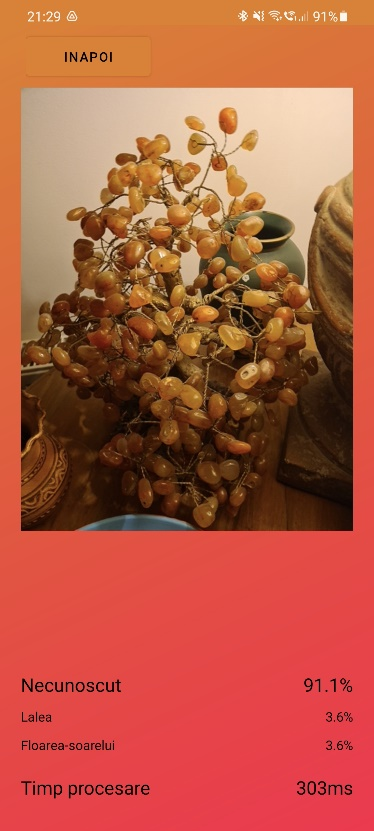 21:29 91%
INAPOI
Necunoscut 91.1%
Lalea 3.6%
Floarea-soarelui 3.6%
Timp procesare 303ms